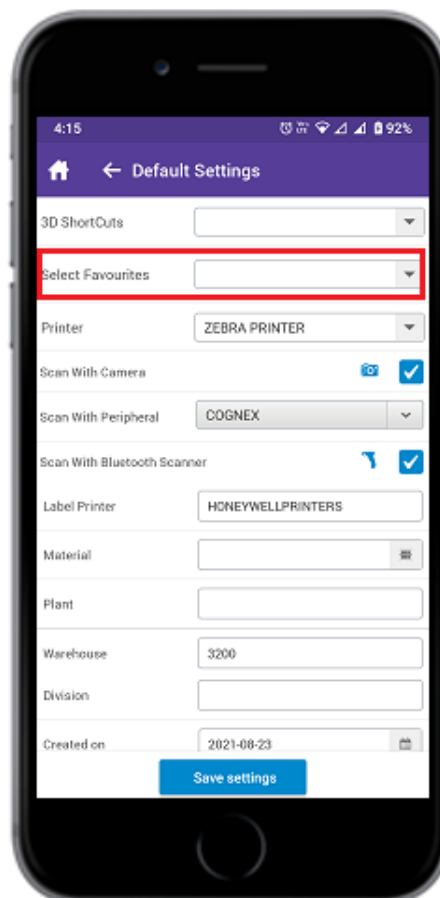 4:15 92%
Default Settings
3D ShortCuts
Select Favourites
Printer ZEBRA PRINTER
Scan With Camera
Scan With Peripheral COGNEX
Scan With Bluetooth Scanner
Label Printer HONEYWELLPRINTERS
Material
Plant
Warehouse 3200
Division
Created on 2021-08-23
Save settings